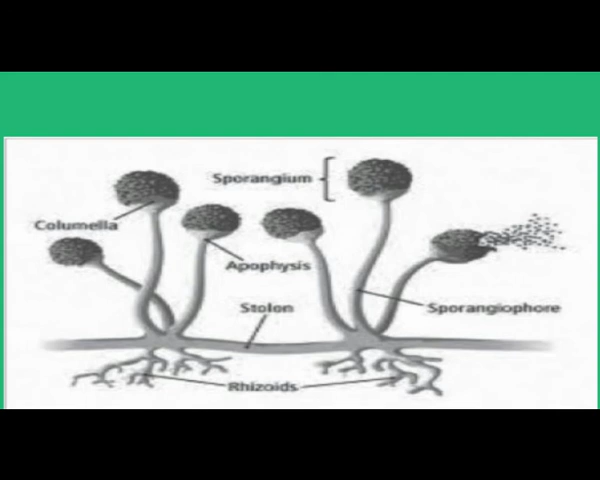 Sporangium
Columella
Apophysis
Stolon
Sporangiophore
Rhizoids